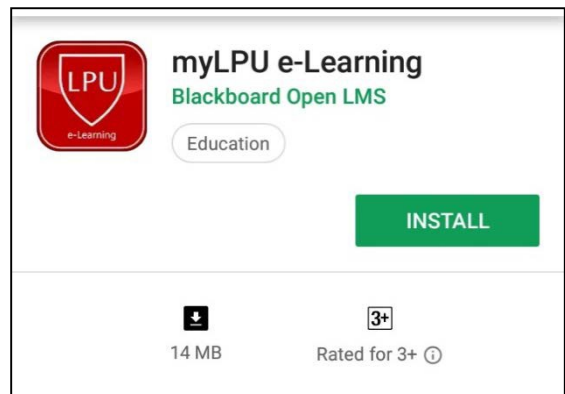 LPU
e-Learning
myLPU e-Learning
Blackboard Open LMS
Education
INSTALL
3+
14 MB
Rated for 3+